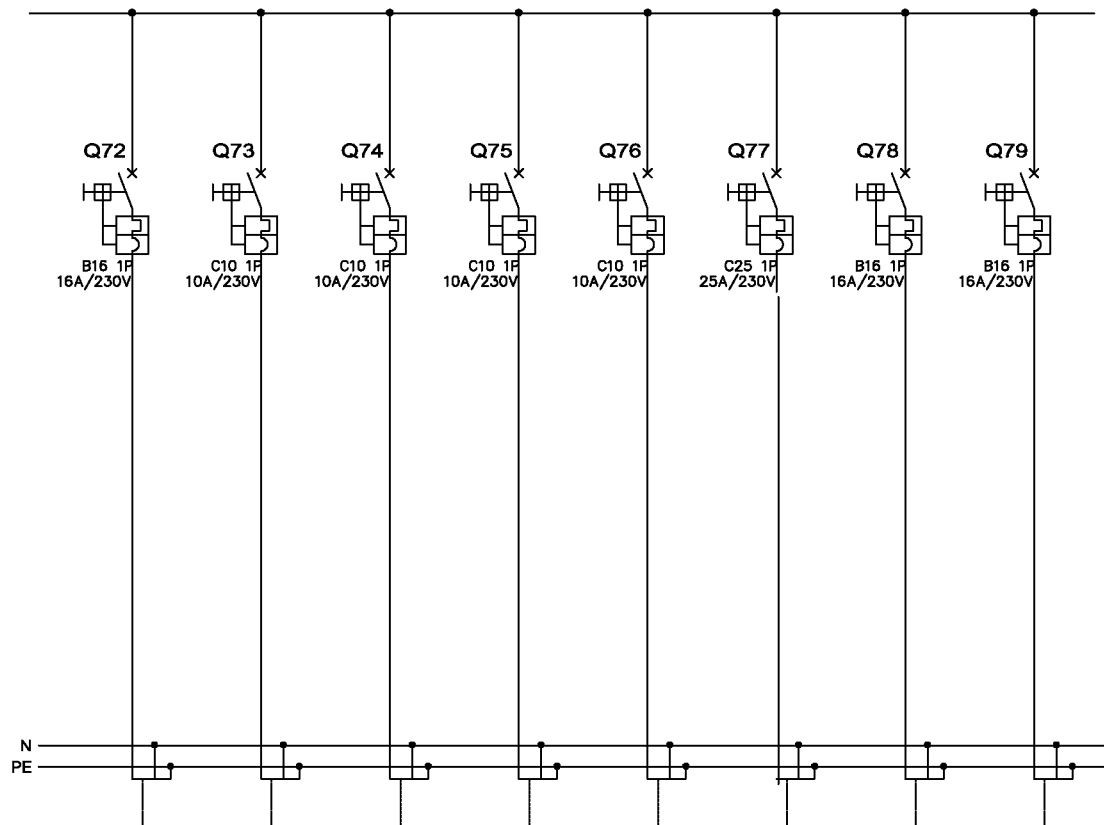 Q72 Q73 Q74 Q75 Q76 Q77 Q78 Q79
B16 1P C10 1P C10 1P C10 1P C10 1P C25 1P B16 1P B16 1P
16A/230V 10A/230V 10A/230V 10A/230V 10A/230V 25A/230V 16A/230V 16A/230V
N
PE